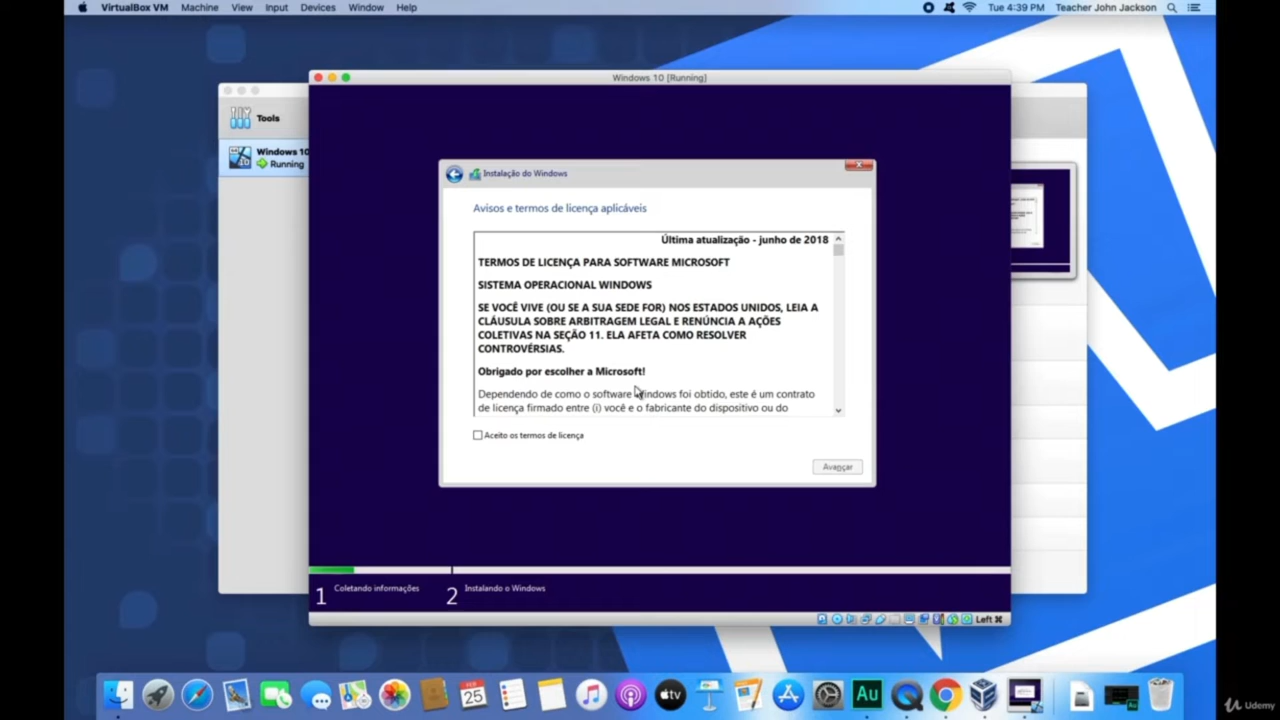 VirtualBox VM Machine View Input Devices Window Help
Tue 4:39 PM Teacher John Jackson
Windows 10 [Running]
Tools
Windows 10
Running
Instalação do Windows
Avisos e termos de licença aplicáveis
Última atualização - junho de 2018
TERMOS DE LICENÇA PARA SOFTWARE MICROSOFT
SISTEMA OPERACIONAL WINDOWS
SE VOCÊ VIVE (OU SE A SUA SEDE FOR) NOS ESTADOS UNIDOS, LEIA A
CLÁUSULA SOBRE ARBITRAGEM LEGAL E RENÚNCIA A AÇÕES
COLETIVAS NA SEÇÃO 11. ELA AFETA COMO RESOLVER
CONTROVÉRSIAS.
Obrigado por escolher a Microsoft!
Dependendo de como o software Windows foi obtido, este é um contrato
de licença firmado entre (i) você e o fabricante do dispositivo ou do
Aceito os termos de licença
Avançar
1 Coletando informações
2 Instalando o Windows
Left ⌘
FEB
25
tv
Au
Udemy